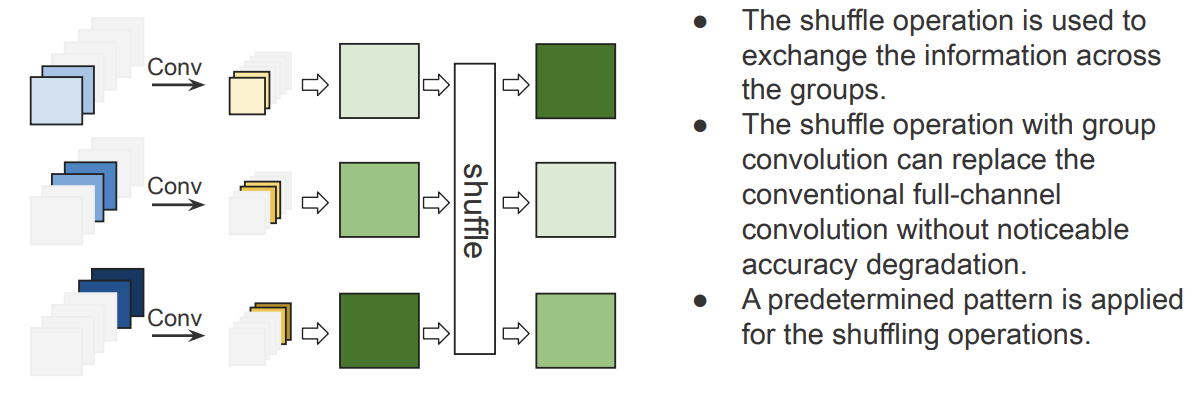 Conv
Conv
Conv
shuffle
● The shuffle operation is used to
exchange the information across
the groups.
● The shuffle operation with group
convolution can replace the
conventional full-channel
convolution without noticeable
accuracy degradation.
● A predetermined pattern is applied
for the shuffling operations.